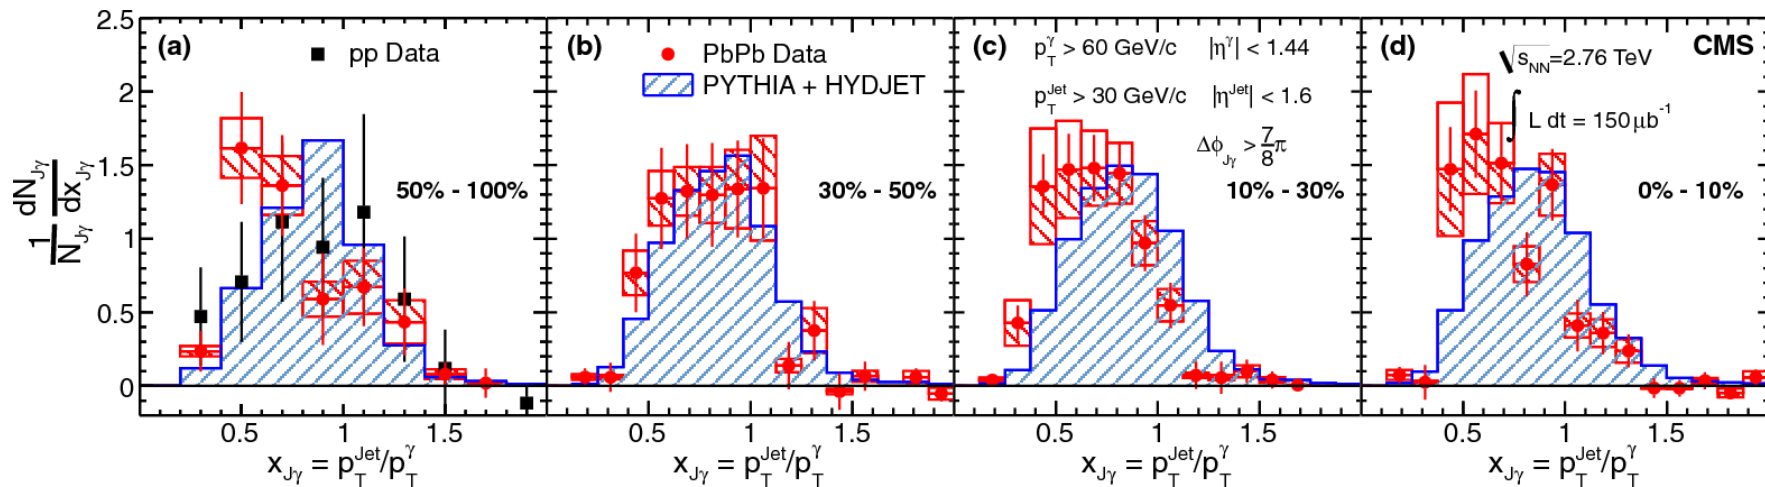 (a)
pp Data
50% - 100%
(b)
PbPb Data
PYTHIA + HYDJET
30% - 50%
(c)
p_T^γ > 60 GeV/c |η^γ| < 1.44
p_T^Jet > 30 GeV/c |η^Jet| < 1.6
Δϕ_Jγ > 7/8 π
10% - 30%
(d)
CMS
√s_NN=2.76 TeV
∫ L dt = 150 μb^-1
0% - 10%
1/N_Jγ dN_Jγ/dx_Jγ
2.5
2
1.5
1
0.5
0
0.5 1 1.5
0.5 1 1.5
0.5 1 1.5
0.5 1 1.5
x_Jγ = p_T^Jet/p_T^γ
x_Jγ = p_T^Jet/p_T^γ
x_Jγ = p_T^Jet/p_T^γ
x_Jγ = p_T^Jet/p_T^γ